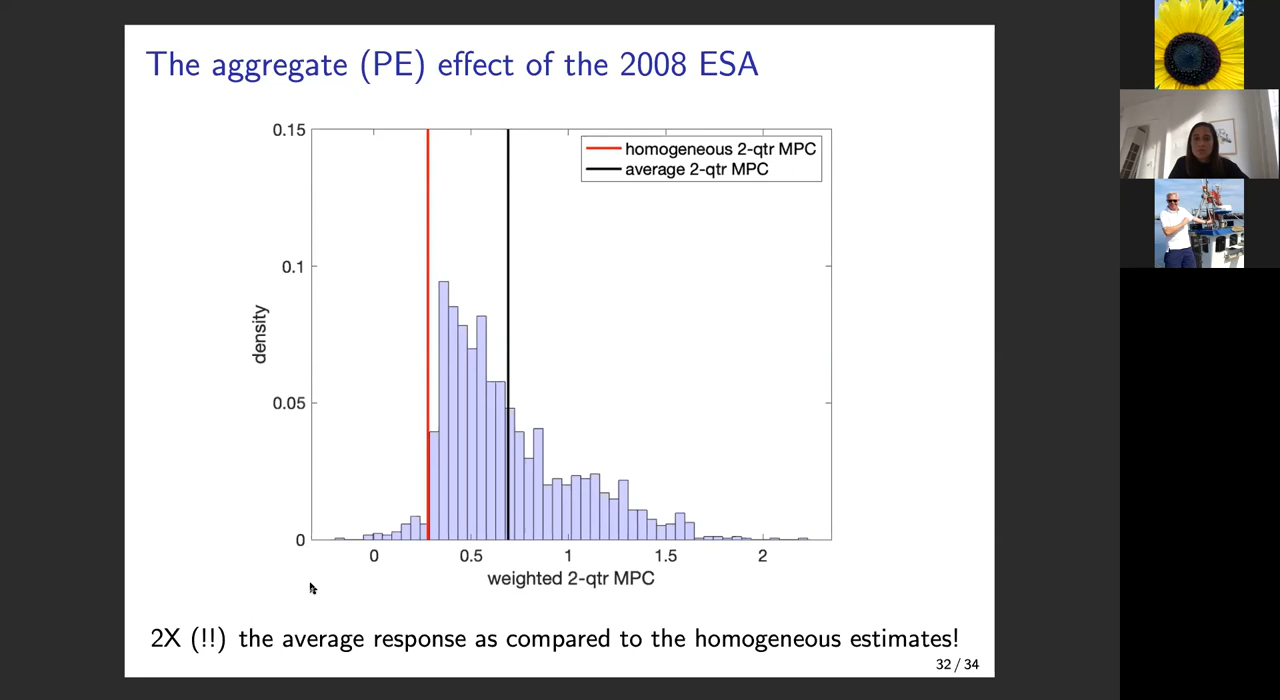 The aggregate (PE) effect of the 2008 ESA
0.15
homogeneous 2-qtr MPC
average 2-qtr MPC
0.1
density
0.05
0
0 0.5 1 1.5 2
weighted 2-qtr MPC
2X (!!) the average response as compared to the homogeneous estimates!
32 / 34